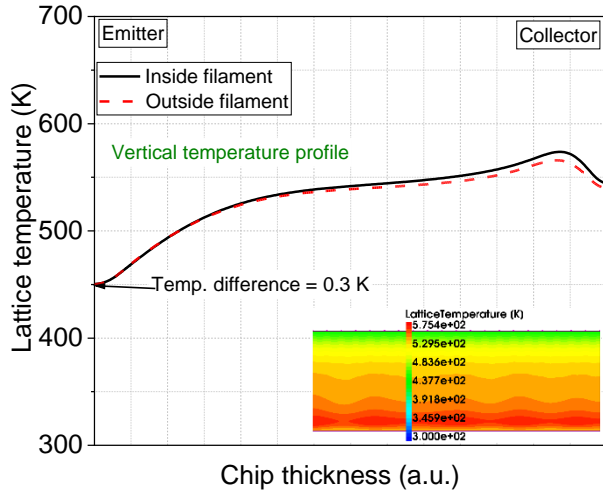 700
600
500
400
300
Lattice temperature (K)
Emitter
Collector
Inside filament
Outside filament
Vertical temperature profile
Temp. difference = 0.3 K
LatticeTemperature (K)
5.754e+02
5.295e+02
4.836e+02
4.377e+02
3.918e+02
3.459e+02
3.000e+02
Chip thickness (a.u.)